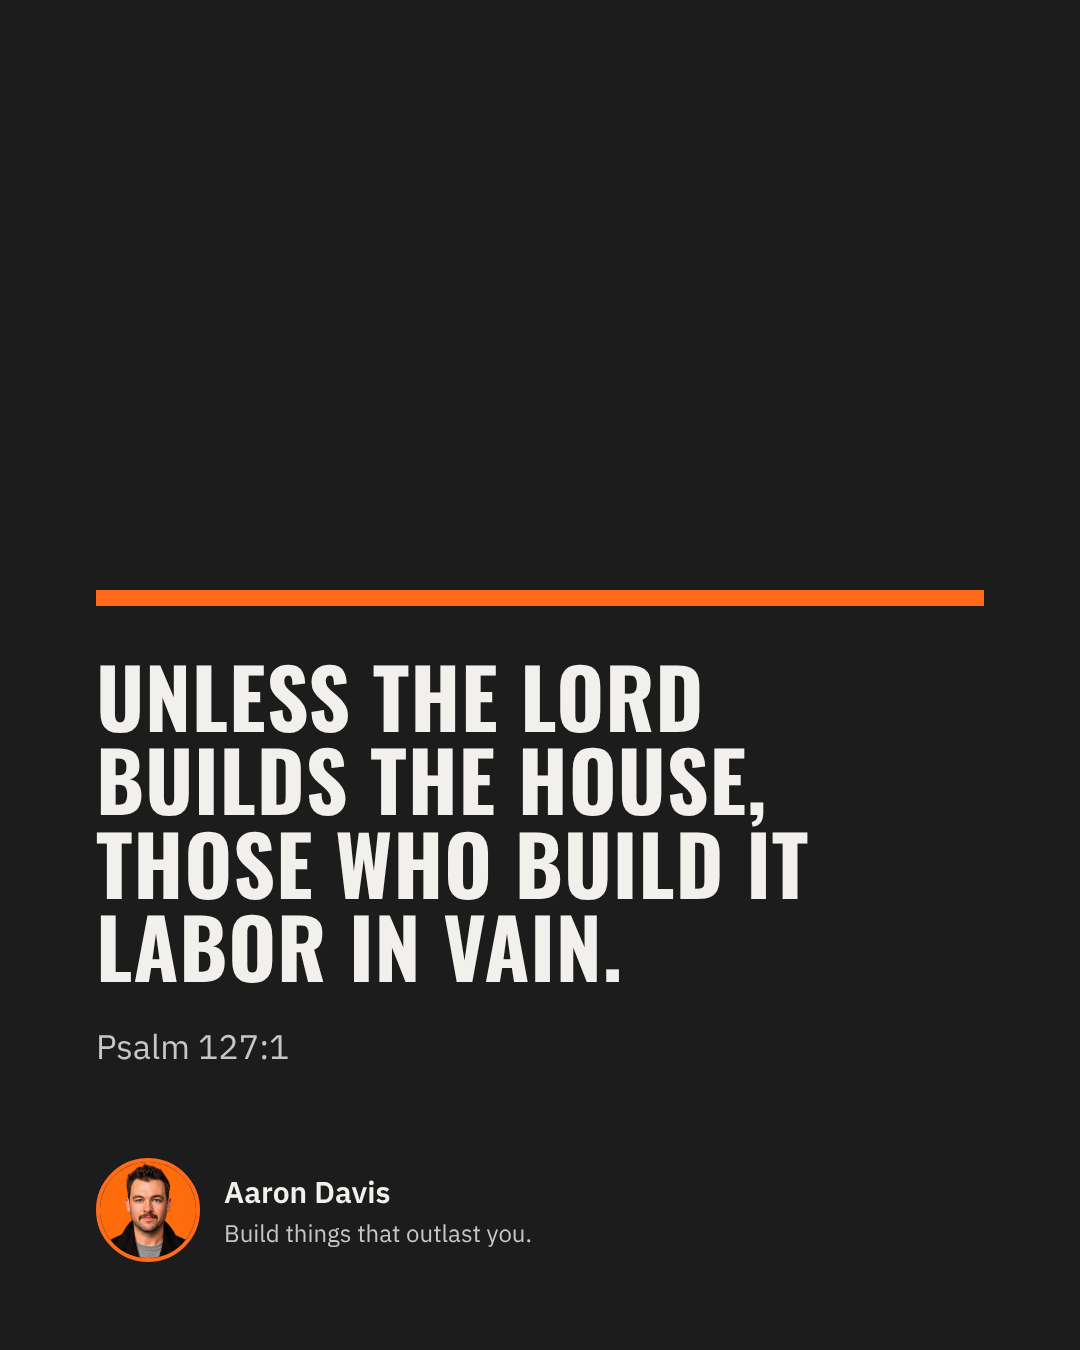 UNLESS THE LORD
BUILDS THE HOUSE,
THOSE WHO BUILD IT
LABOR IN VAIN.
Psalm 127:1
Aaron Davis
Build things that outlast you.